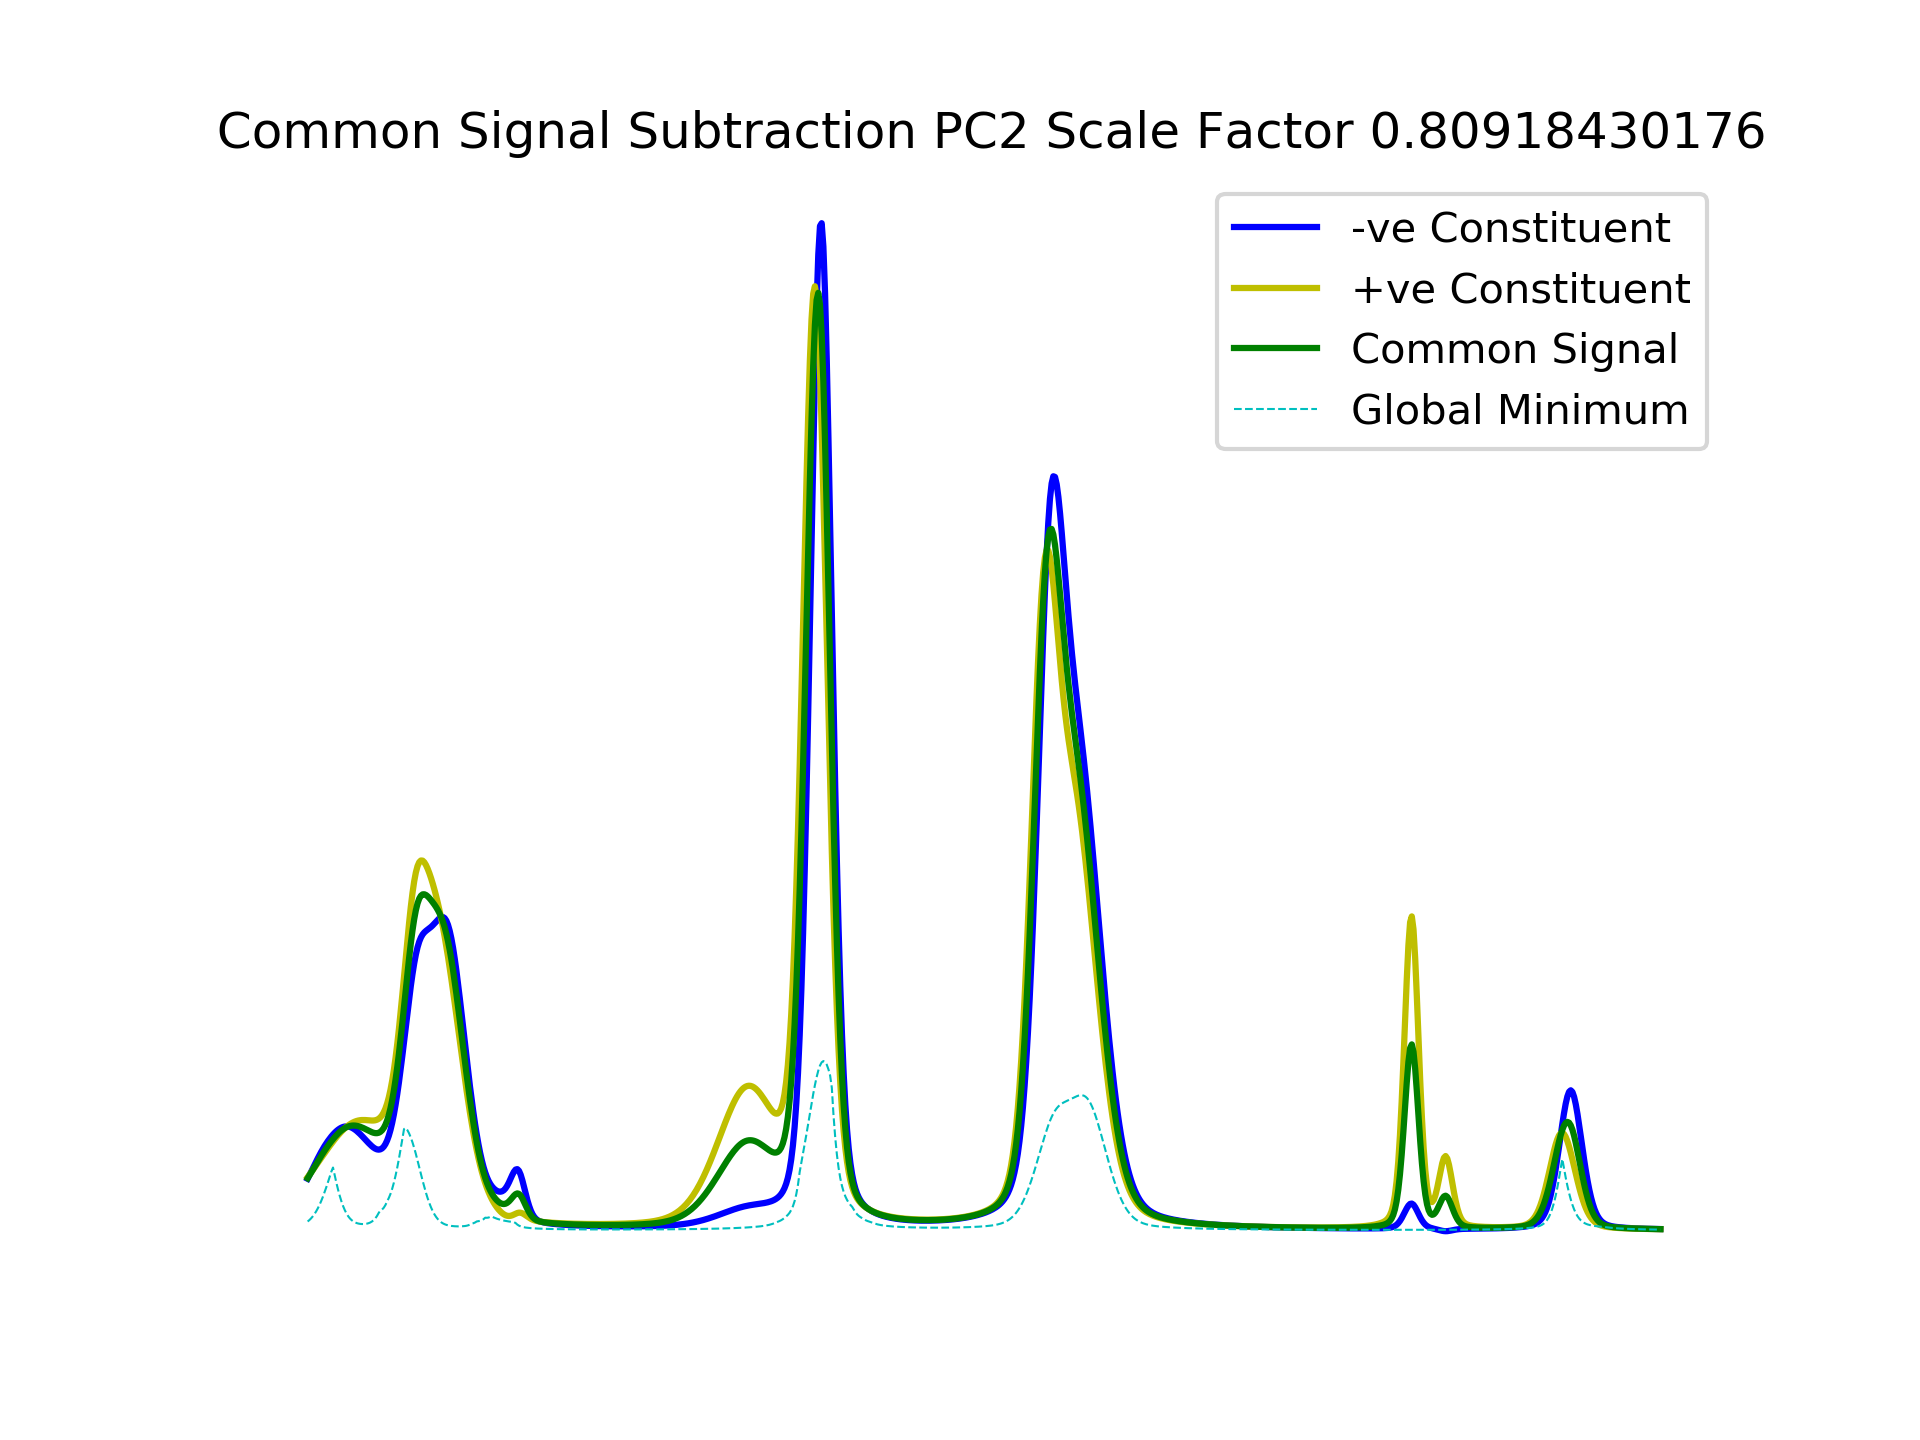 Common Signal Subtraction PC2 Scale Factor 0.80918430176
-ve Constituent
+ve Constituent
Common Signal
Global Minimum